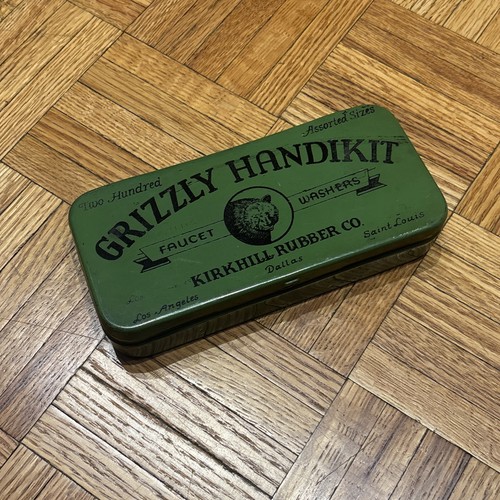 Two Hundred
Assorted Sizes
GRIZZLY HANDIKIT
FAUCET WASHERS
KIRKHILL RUBBER CO.
Los Angeles
Dallas
Saint Louis